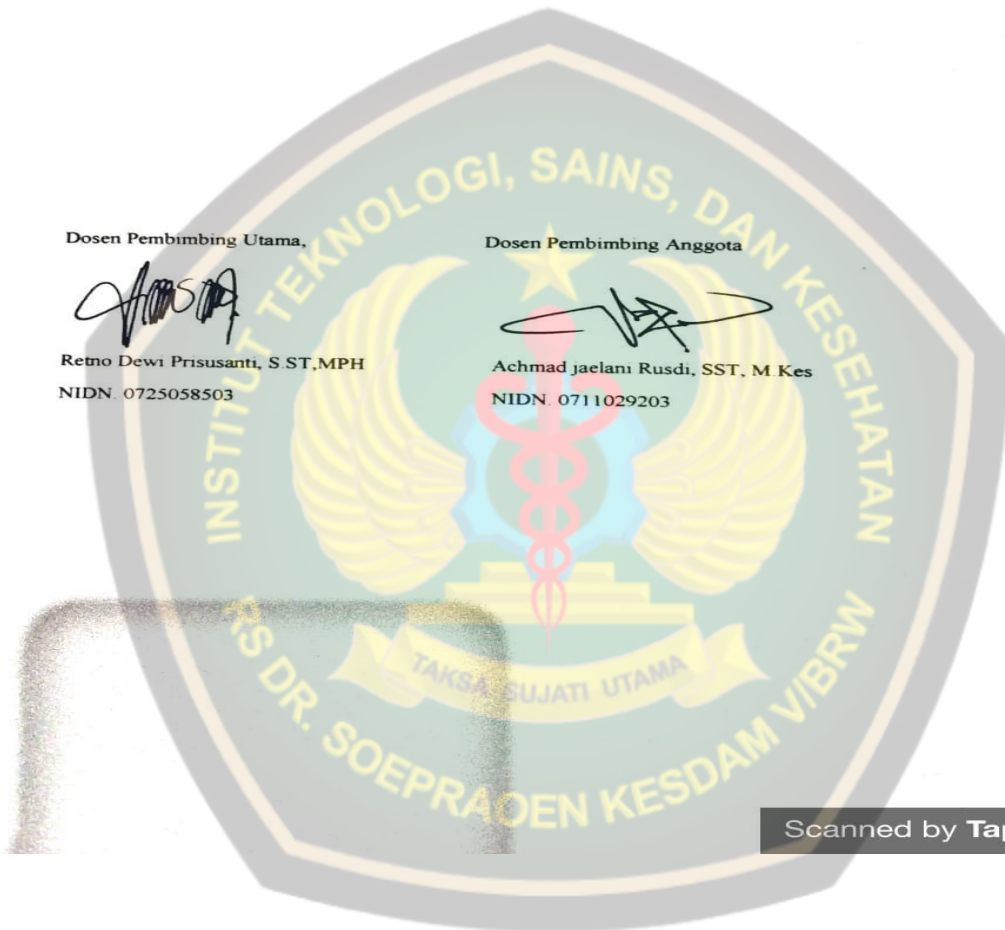 INSTITUT TEKNOLOGI, SAINS, DAN KESEHATAN
Dosen Pembimbing Utama,
Dosen Pembimbing Anggota
Retno Dewi Prisusanti, S.ST,MPH
Achmad jaelani Rusdi, SST, M.Kes
NIDN. 0725058503
NIDN. 0711029203
TAKSA SUJATI UTAMA
RS DR. SOEPRAOEN KESDAM V/BRW
Scanned by